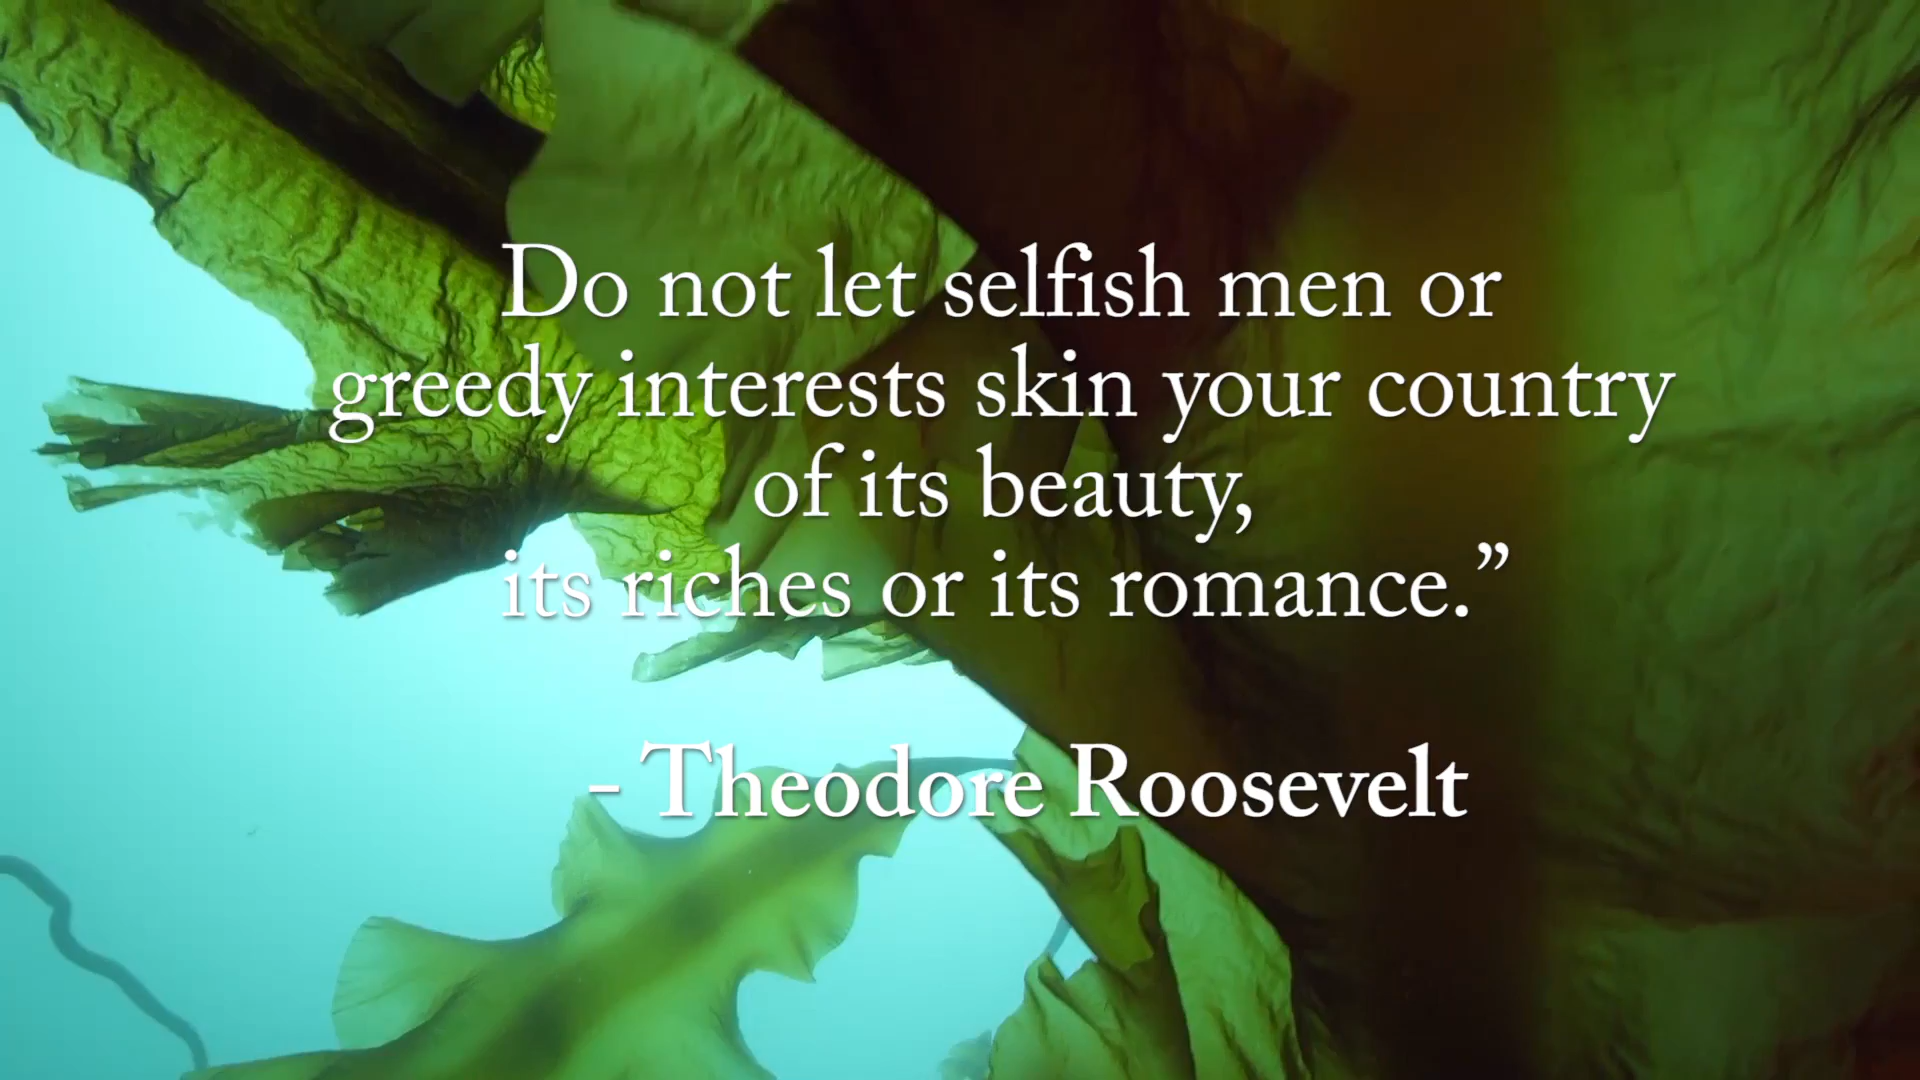 Do not let selfish men or
greedy interests skin your country
of its beauty,
its riches or its romance.”
- Theodore Roosevelt